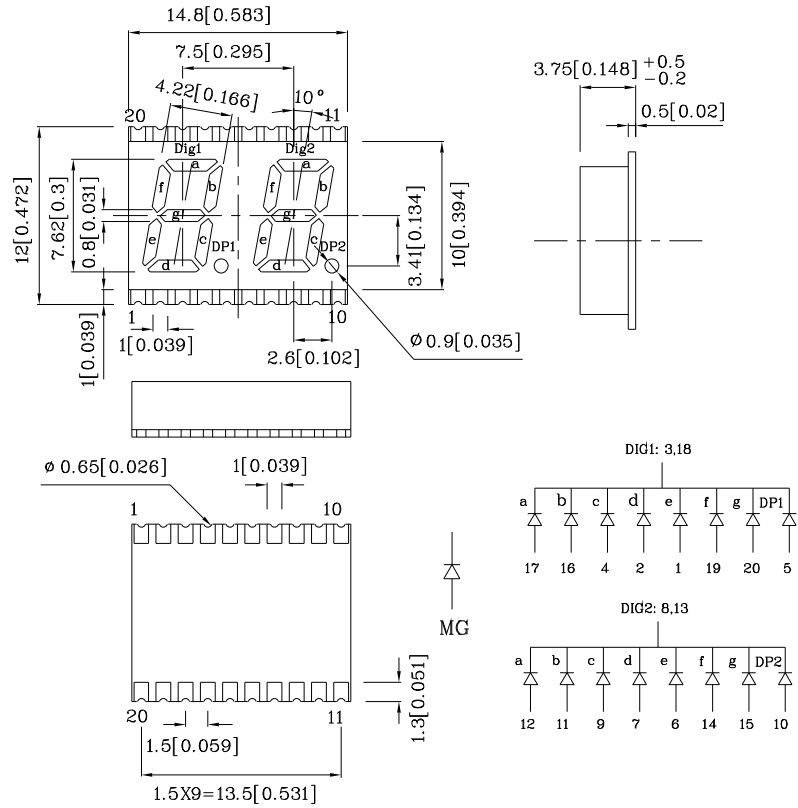 14.8[0.583]
7.5[0.295]
4.22[0.166]
10°
20
11
Dig1
Dig2
a
b
f
g
e
c
d
DP1
a
b
f
g
e
c
d
DP2
12[0.472]
7.62[0.3]
0.8[0.031]
1[0.039]
3.41[0.134]
10[0.394]
1
10
1[0.039]
2.6[0.102]
Ø0.9[0.035]
3.75[0.148] +0.5 -0.2
0.5[0.02]
Ø0.65[0.026]
1[0.039]
1
10
20
11
1.3[0.051]
1.5[0.059]
1.5X9=13.5[0.531]
MG
DIG1: 3,18
a b c d e f g DP1
17 16 4 2 1 19 20 5
DIG2: 8,13
a b c d e f g DP2
12 11 9 7 6 14 15 10